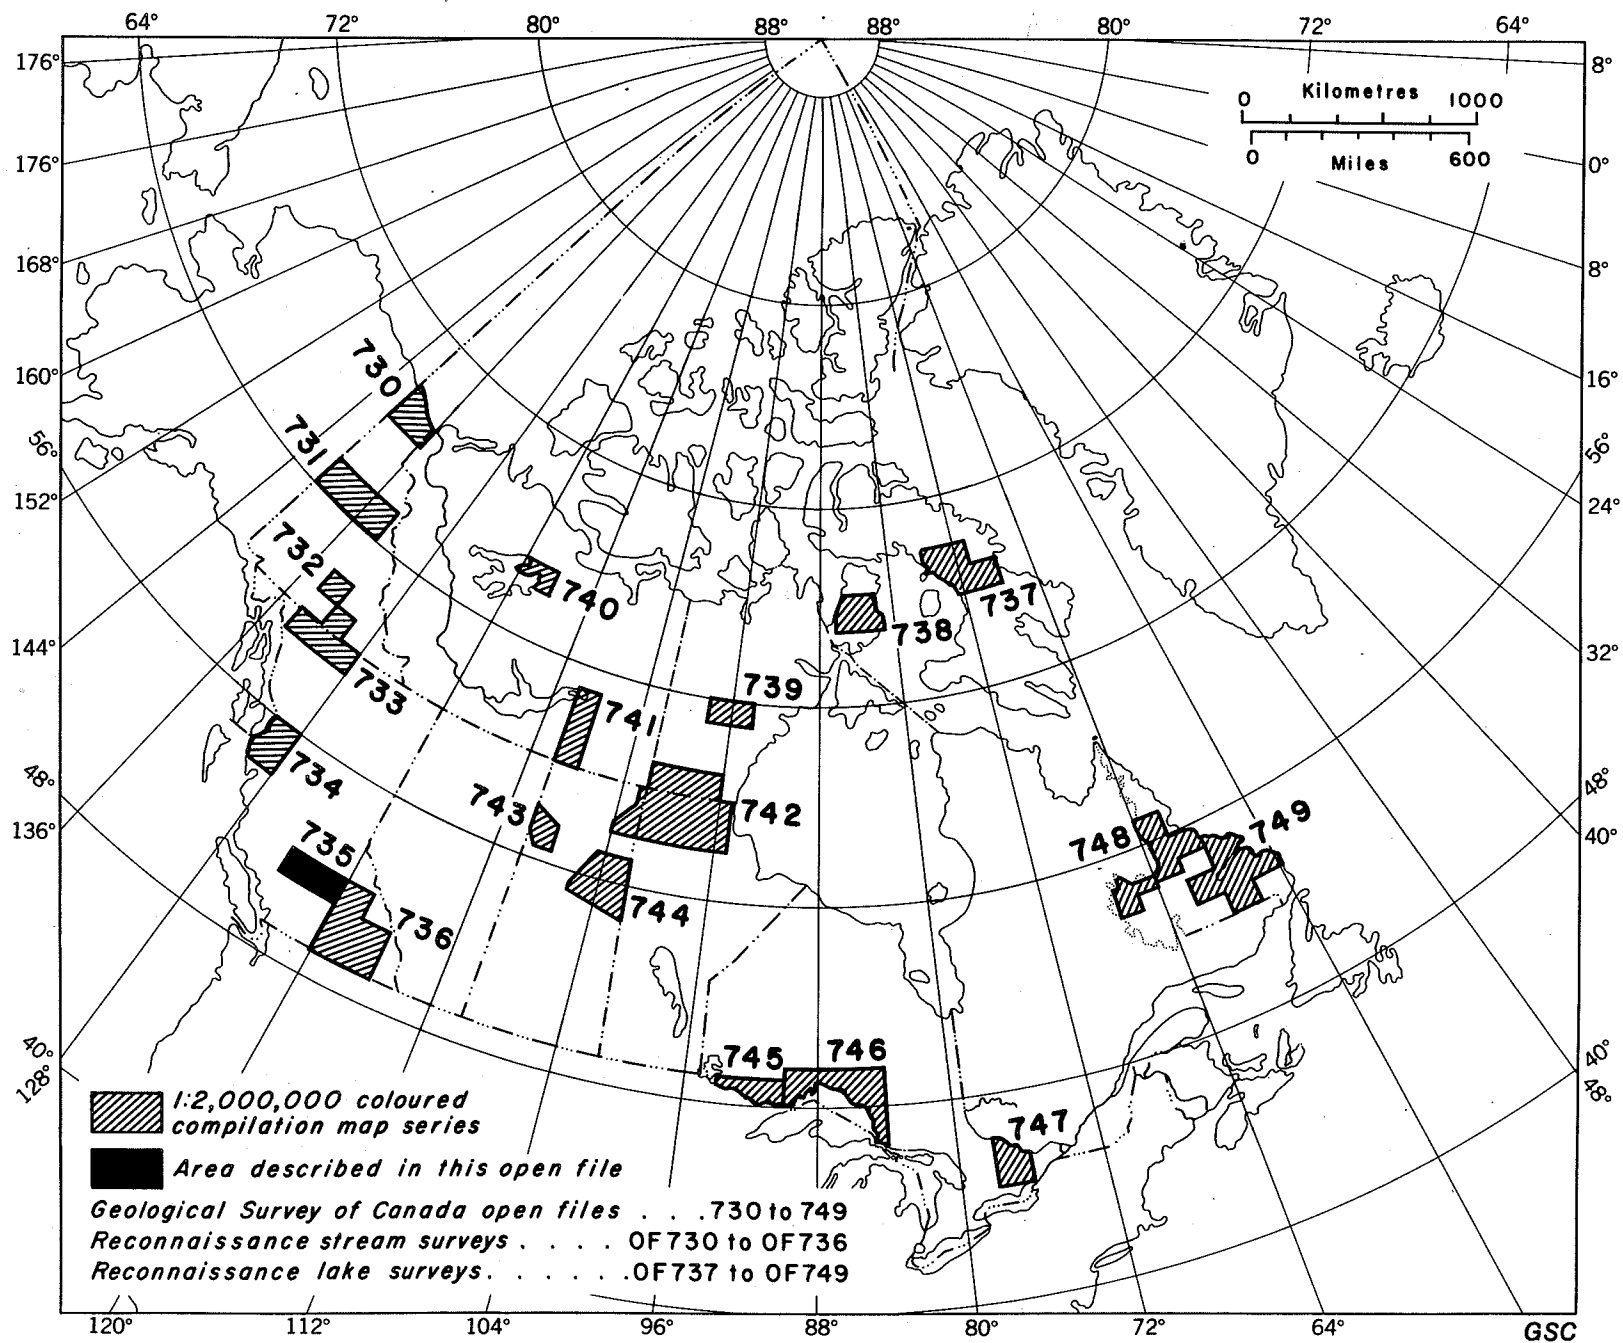 64° 72° 80° 88° 88° 80° 72° 64°
176° 8°
0 Kilometres 1000
0 Miles 600
176° 0°
168° 8°
160° 16°
730
731
56° 56°
152° 24°
732
740
737
738
144° 32°
733
739
741
734
48° 48°
743
742
136° 40°
735
748
749
736
744
40° 40°
128° 48°
745 746
747
1:2,000,000 coloured
compilation map series
Area described in this open file
Geological Survey of Canada open files . . .730 to 749
Reconnaissance stream surveys . . . . OF730 to OF736
Reconnaissance lake surveys. . . . . . .OF737 to OF749
120° 112° 104° 96° 88° 80° 72° 64°
GSC